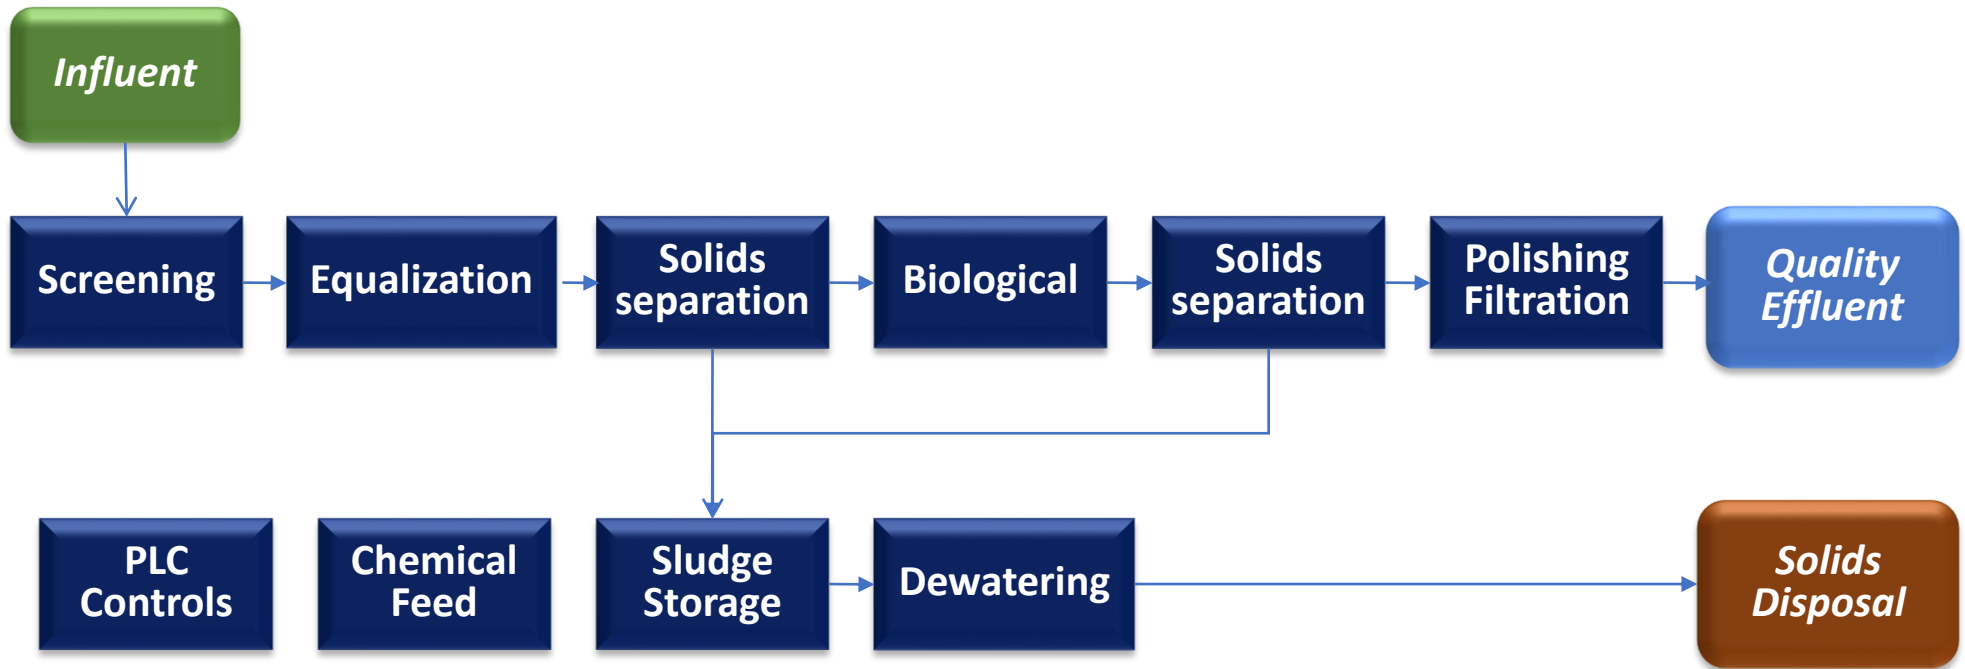 Influent
Screening
Equalization
Solids
separation
Biological
Solids
separation
Polishing
Filtration
Quality
Effluent
PLC
Controls
Chemical
Feed
Sludge
Storage
Dewatering
Solids
Disposal